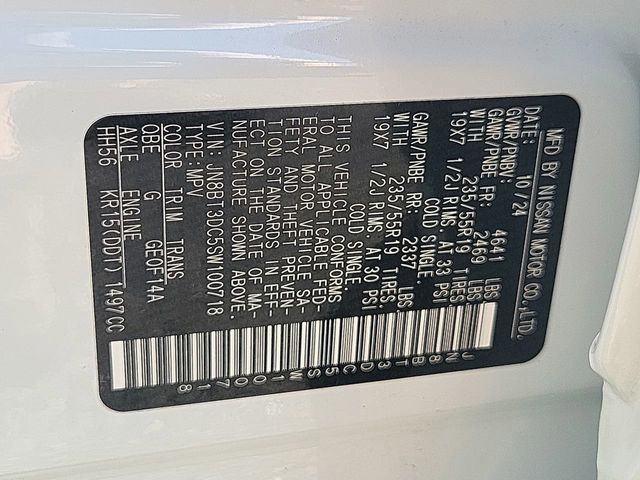 MFD BY NISSAN MOTOR CO., LTD.
DATE: 10/24
GVWR/PNBV: 4641 LBS
GAWR/PNBE FR: 2469 LBS
WITH 235/55R19
19X7 1/2J RIMS, AT 33 PSI
COLD SINGLE,
GAWR/PNBE RR: 2337 LBS
WITH 235/55R19
19X7 1/2J RIMS, AT 30 PSI
COLD SINGLE
THIS VEHICLE CONFORMS
TO ALL APPLICABLE FED-
ERAL MOTOR VEHICLE SA-
FETY AND THEFT PREVEN-
TION STANDARDS IN EFF-
ECT ON THE DATE OF MA-
NUFACTURE SHOWN ABOVE.
VIN: JN8BT3DC5SW100718
TYPE: MPV
COLOR TRIM TRANS
QBE G GE0F14A
AXLE ENGINE
HH56 KR15(DDT) 1497CC
JN8BT3DC5SW100718